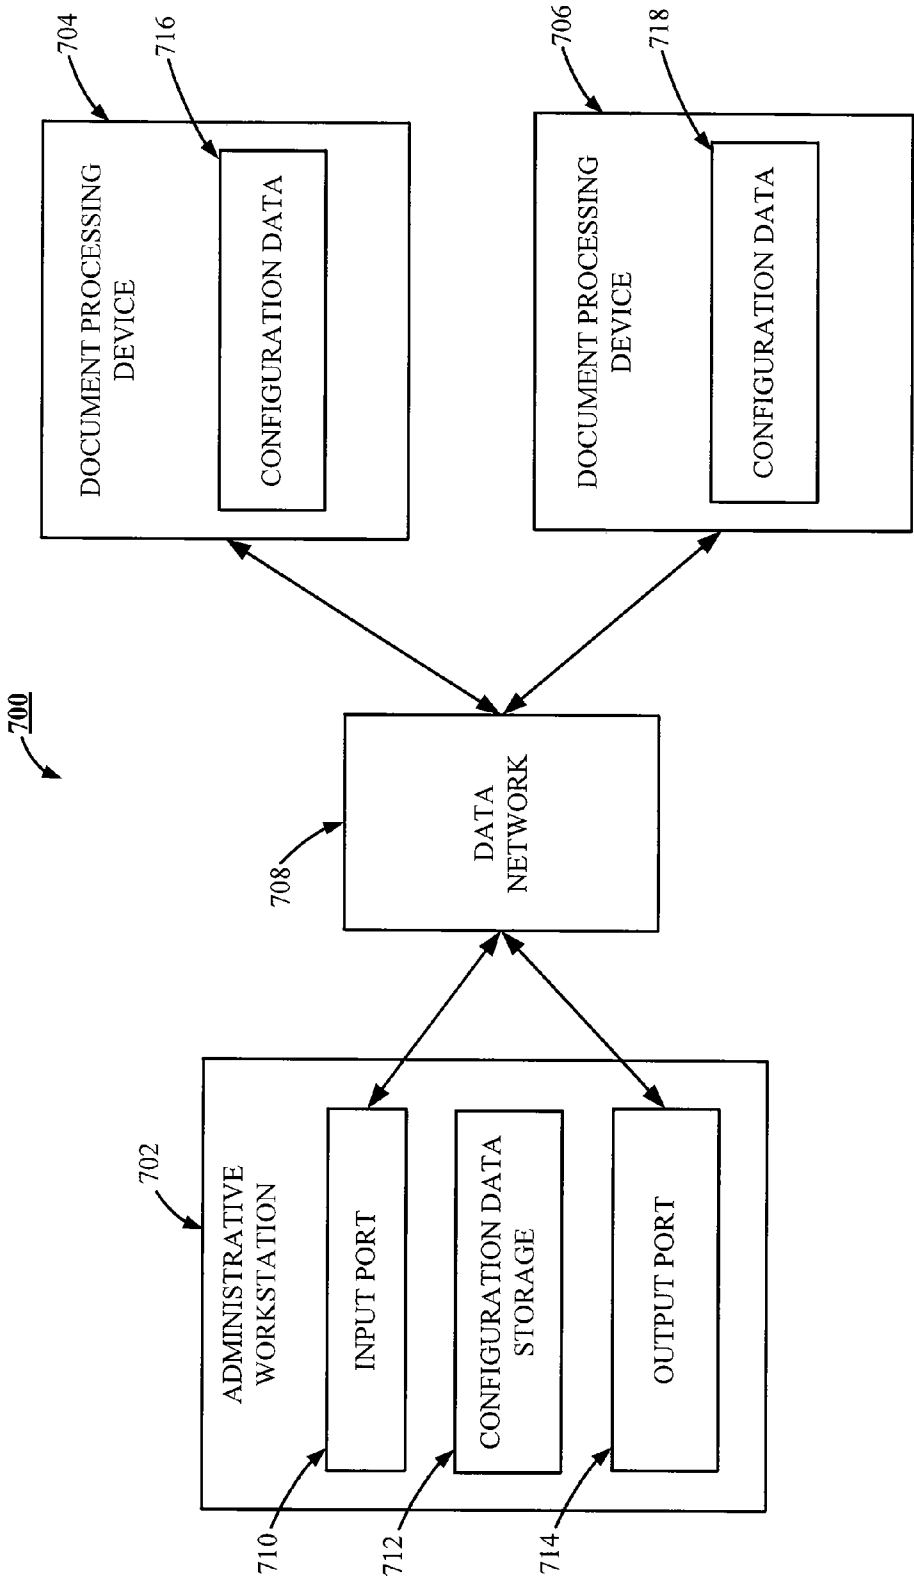 700
702
ADMINISTRATIVE
WORKSTATION
710
INPUT PORT
712
CONFIGURATION DATA
STORAGE
714
OUTPUT PORT
708
DATA
NETWORK
704
DOCUMENT PROCESSING
DEVICE
716
CONFIGURATION DATA
706
DOCUMENT PROCESSING
DEVICE
718
CONFIGURATION DATA